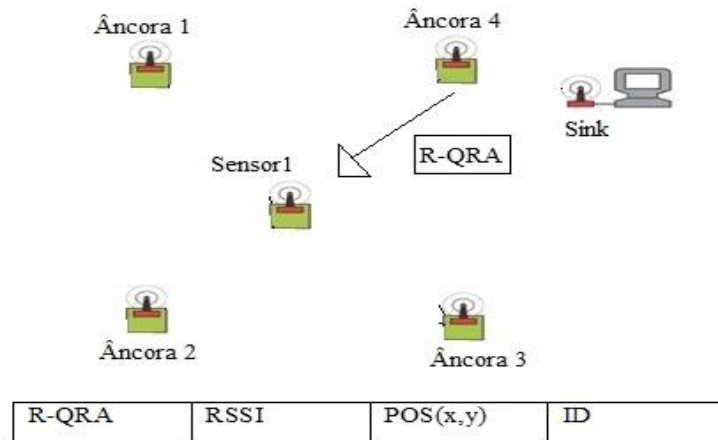 Âncora 1
Âncora 4
Sink
R-QRA
Sensor1
Âncora 2
Âncora 3
R-QRA RSSI POS(x,y) ID